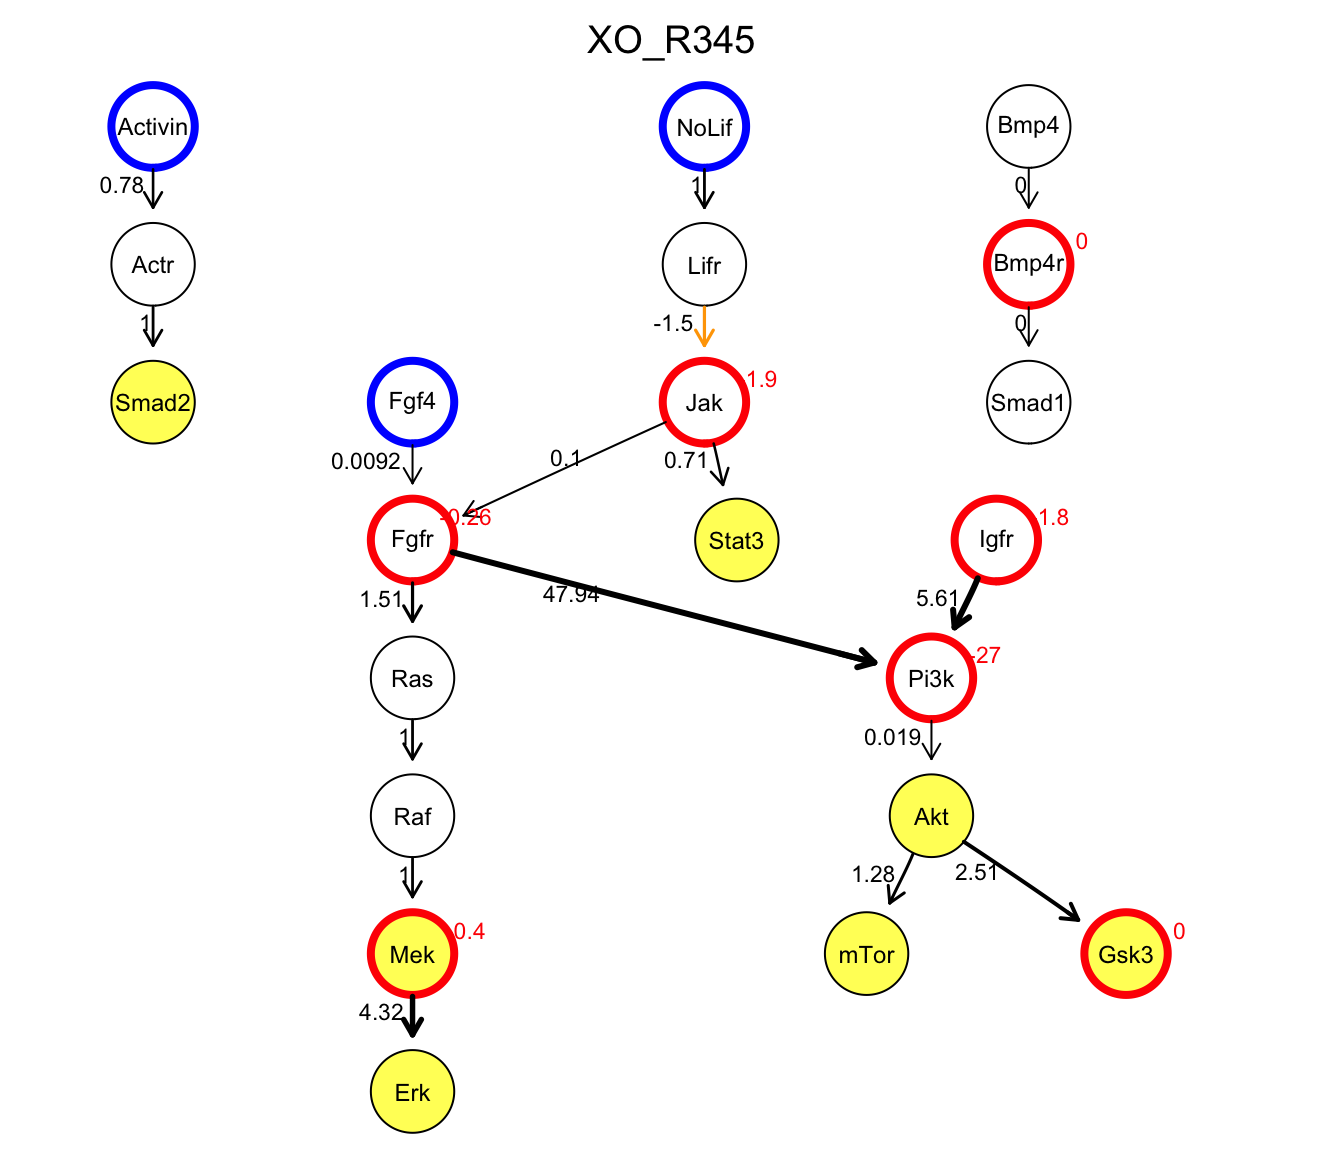 XO_R345
Activin
NoLif
Bmp4
0.78
1
0
Actr
Lifr
Bmp4r
0
1
-1.5
0
Smad2
Fgf4
Jak
-1.9
Smad1
0.0092
0.1
0.71
Fgfr
-0.26
Stat3
Igfr
-1.8
1.51
47.94
5.61
Ras
Pi3k
-27
1
0.019
Raf
Akt
1
1.28
2.51
Mek
-0.4
mTor
Gsk3
0
4.32
Erk